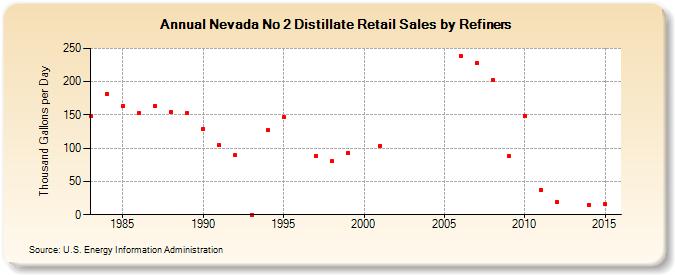 Annual Nevada No 2 Distillate Retail Sales by Refiners
Thousand Gallons per Day
250
200
150
100
50
0
1985 1990 1995 2000 2005 2010 2015
Source: U.S. Energy Information Administration